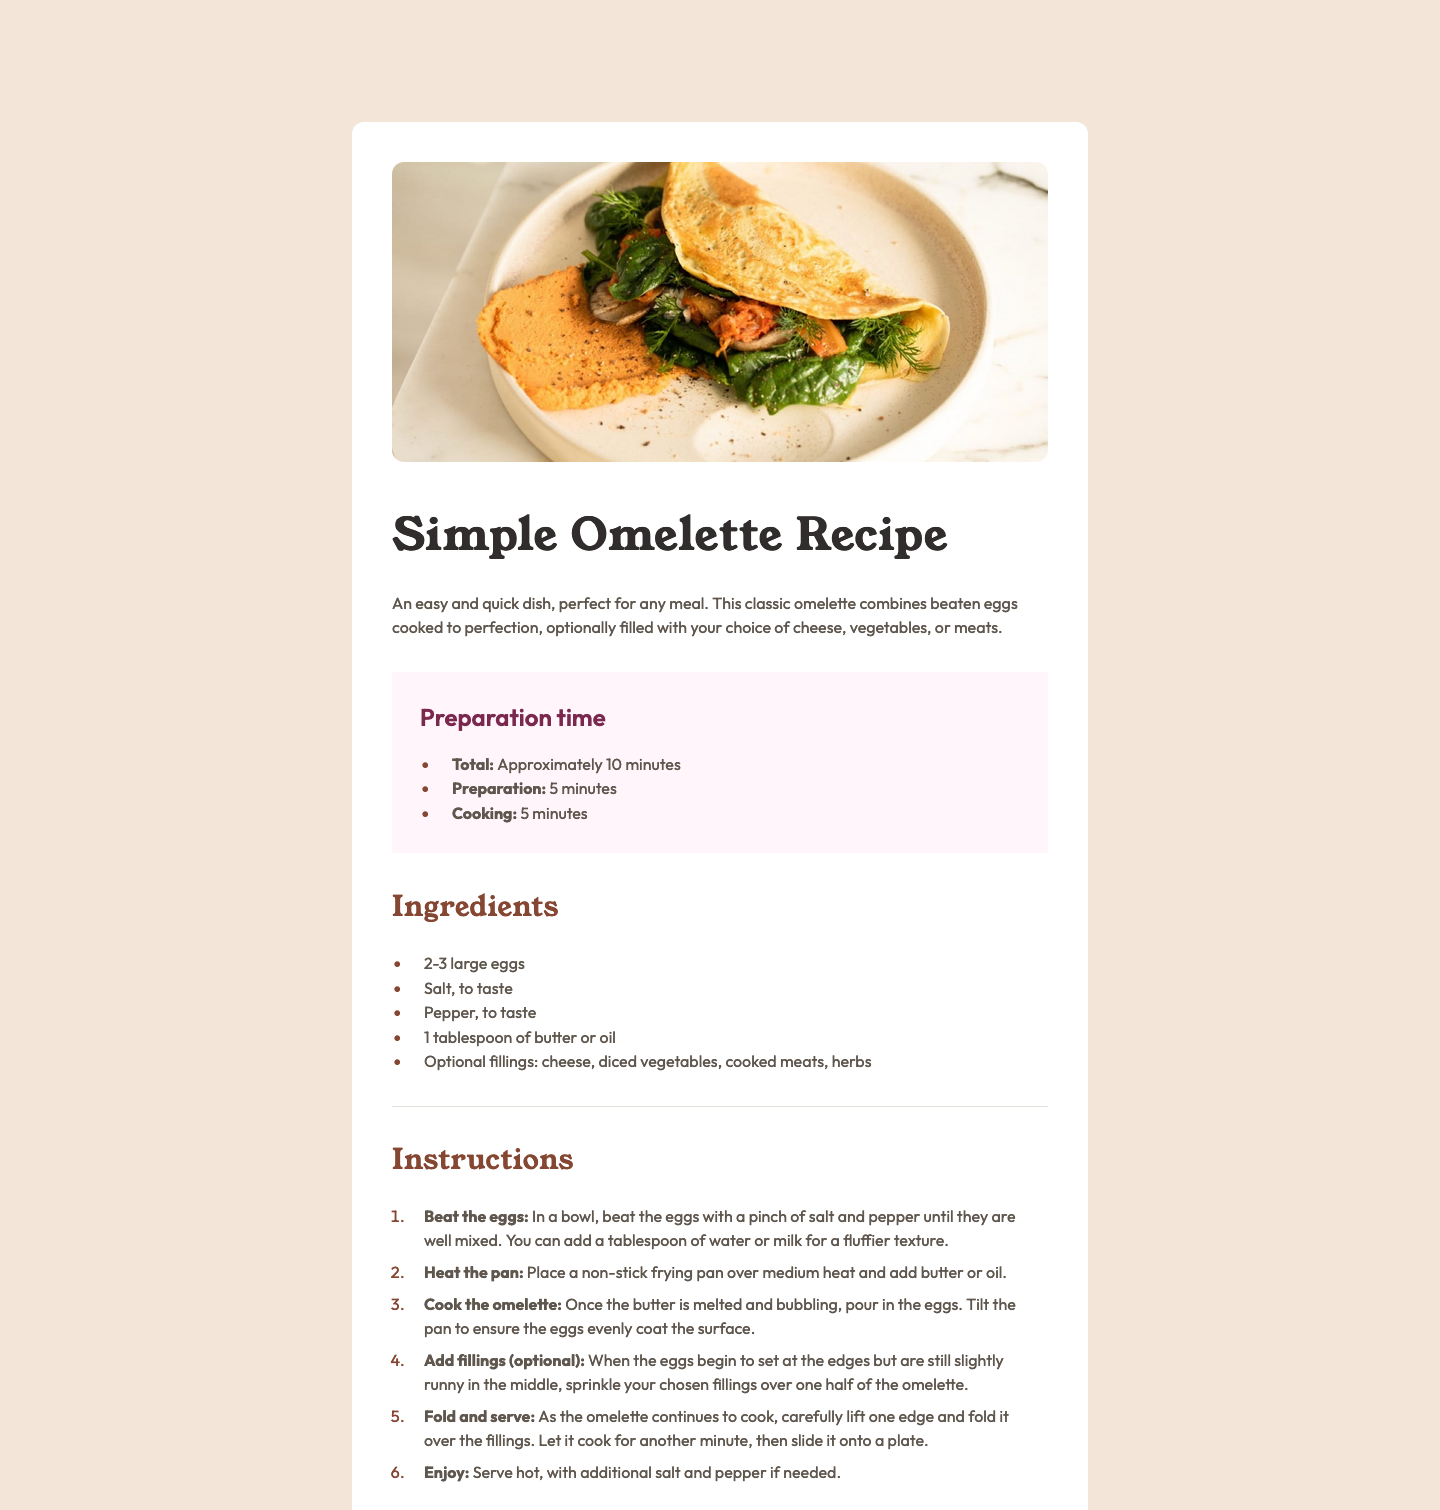 Simple Omelette Recipe
An easy and quick dish, perfect for any meal. This classic omelette combines beaten eggs
cooked to perfection, optionally filled with your choice of cheese, vegetables, or meats.
Preparation time
• Total: Approximately 10 minutes
• Preparation: 5 minutes
• Cooking: 5 minutes
Ingredients
• 2-3 large eggs
• Salt, to taste
• Pepper, to taste
• 1 tablespoon of butter or oil
• Optional fillings: cheese, diced vegetables, cooked meats, herbs
Instructions
1. Beat the eggs: In a bowl, beat the eggs with a pinch of salt and pepper until they are
well mixed. You can add a tablespoon of water or milk for a fluffier texture.
2. Heat the pan: Place a non-stick frying pan over medium heat and add butter or oil.
3. Cook the omelette: Once the butter is melted and bubbling, pour in the eggs. Tilt the
pan to ensure the eggs evenly coat the surface.
4. Add fillings (optional): When the eggs begin to set at the edges but are still slightly
runny in the middle, sprinkle your chosen fillings over one half of the omelette.
5. Fold and serve: As the omelette continues to cook, carefully lift one edge and fold it
over the fillings. Let it cook for another minute, then slide it onto a plate.
6. Enjoy: Serve hot, with additional salt and pepper if needed.